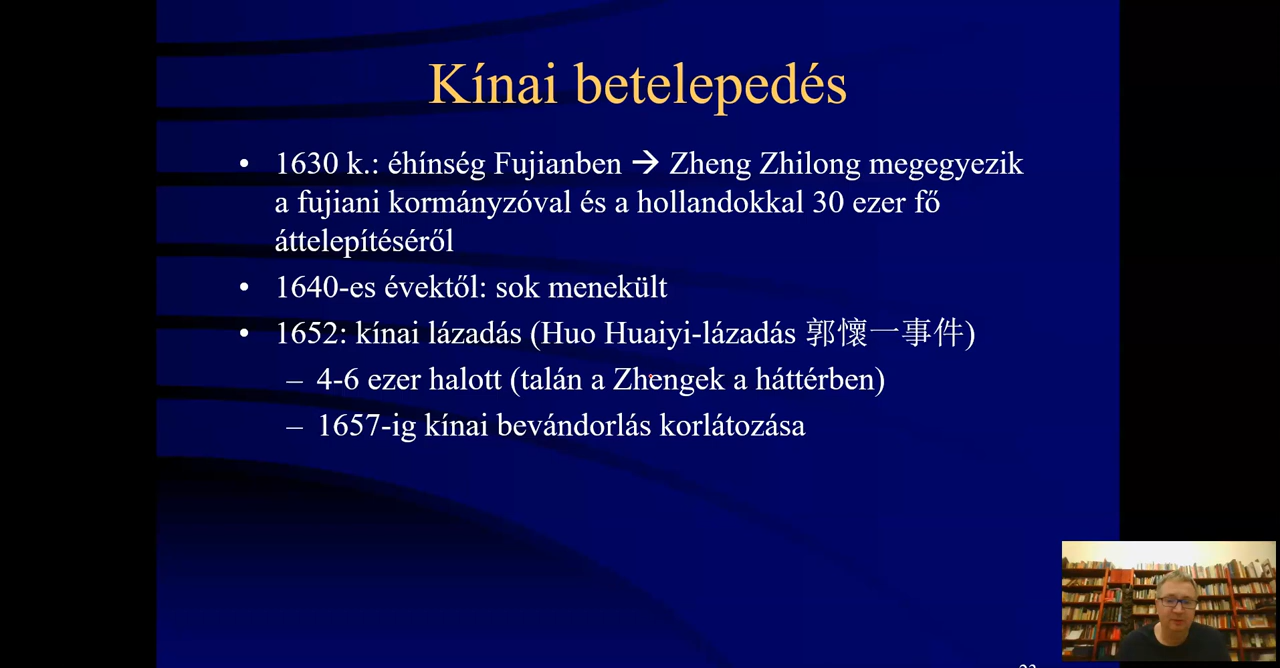 Kínai betelepedés
• 1630 k.: éhínség Fujianben → Zheng Zhilong megegyezik
a fujiani kormányzóval és a hollandokkal 30 ezer fő
áttelepítéséről
• 1640-es évektől: sok menekült
• 1652: kínai lázadás (Huo Huaiyi-lázadás 郭懷一事件)
– 4-6 ezer halott (talán a Zhengek a háttérben)
– 1657-ig kínai bevándorlás korlátozása